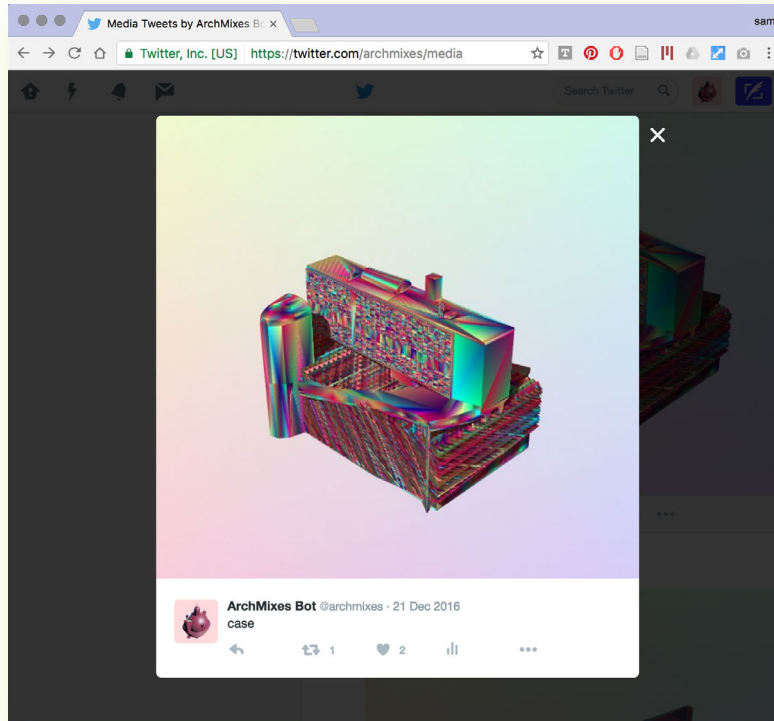 Media Tweets by ArchMixes Bo
sam
Twitter, Inc. [US] https://twitter.com/archmixes/media
Search Twitter
ArchMixes Bot @archmixes · 21 Dec 2016
case
1 2